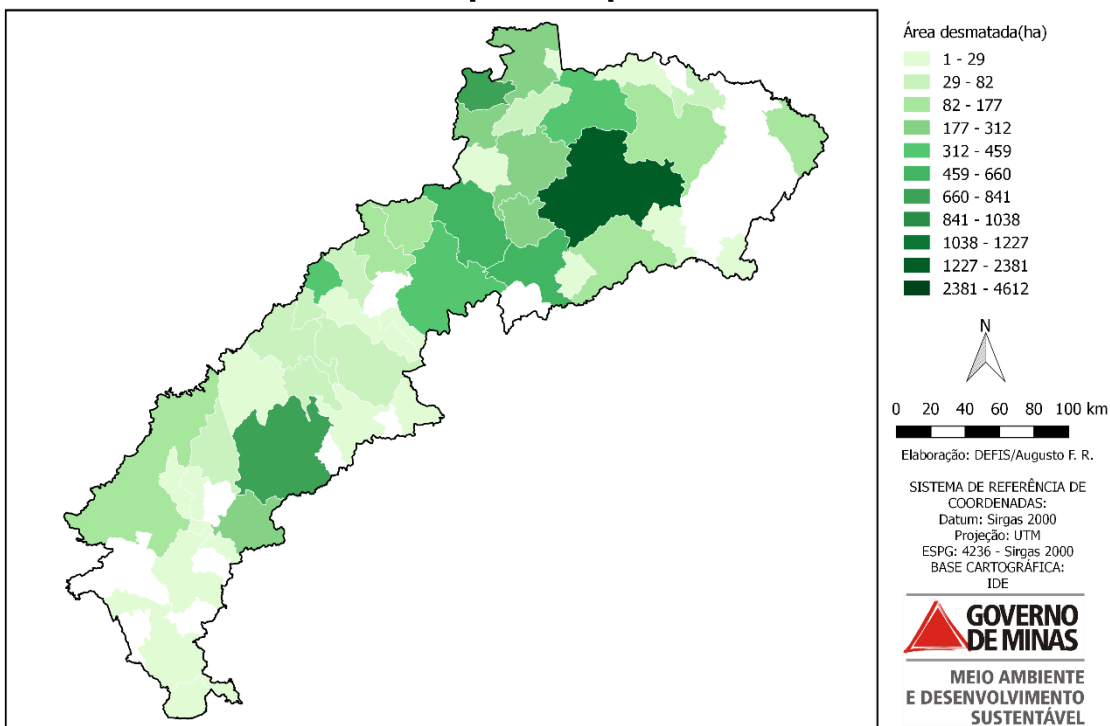 Área desmatada(ha)
1 - 29
29 - 82
82 - 177
177 - 312
312 - 459
459 - 660
660 - 841
841 - 1038
1038 - 1227
1227 - 2381
2381 - 4612
N
0 20 40 60 80 100 km
Elaboração: DEFIS/Augusto F. R.
SISTEMA DE REFERÊNCIA DE
COORDENADAS:
Datum: Sirgas 2000
Projeção: UTM
ESPG: 4236 - Sirgas 2000
BASE CARTOGRÁFICA:
IDE
GOVERNO
DE MINAS
MEIO AMBIENTE
E DESENVOLVIMENTO
SUSTENTÁVEL